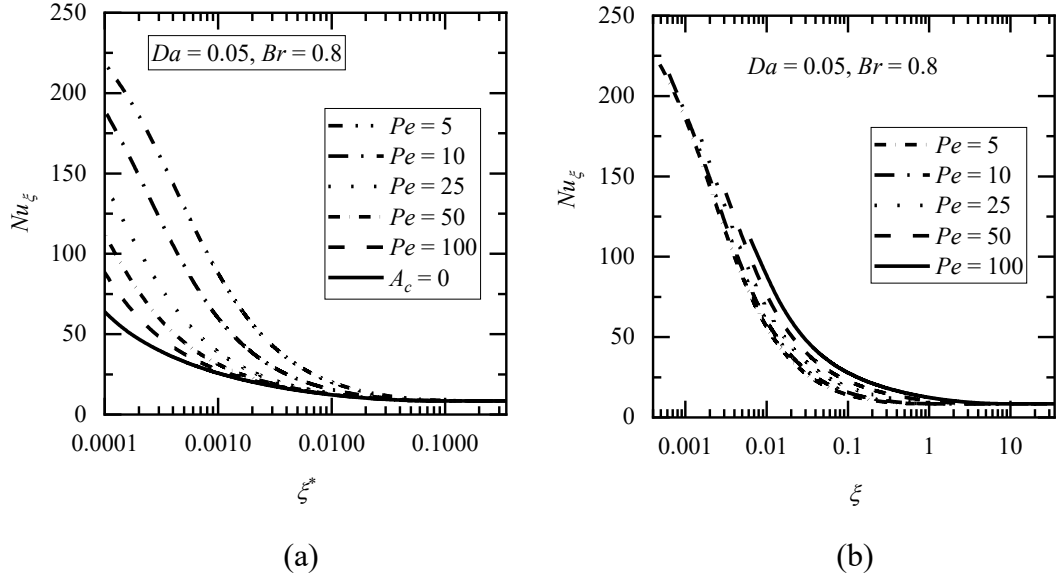 Da = 0.05, Br = 0.8
250
200
150
100
50
0
Nu_ξ
Pe = 5
Pe = 10
Pe = 25
Pe = 50
Pe = 100
A_c = 0
0.0001 0.0010 0.0100 0.1000
ξ*
(a)
Da = 0.05, Br = 0.8
250
200
150
100
50
0
Nu_ξ
Pe = 5
Pe = 10
Pe = 25
Pe = 50
Pe = 100
0.001 0.01 0.1 1 10
ξ
(b)